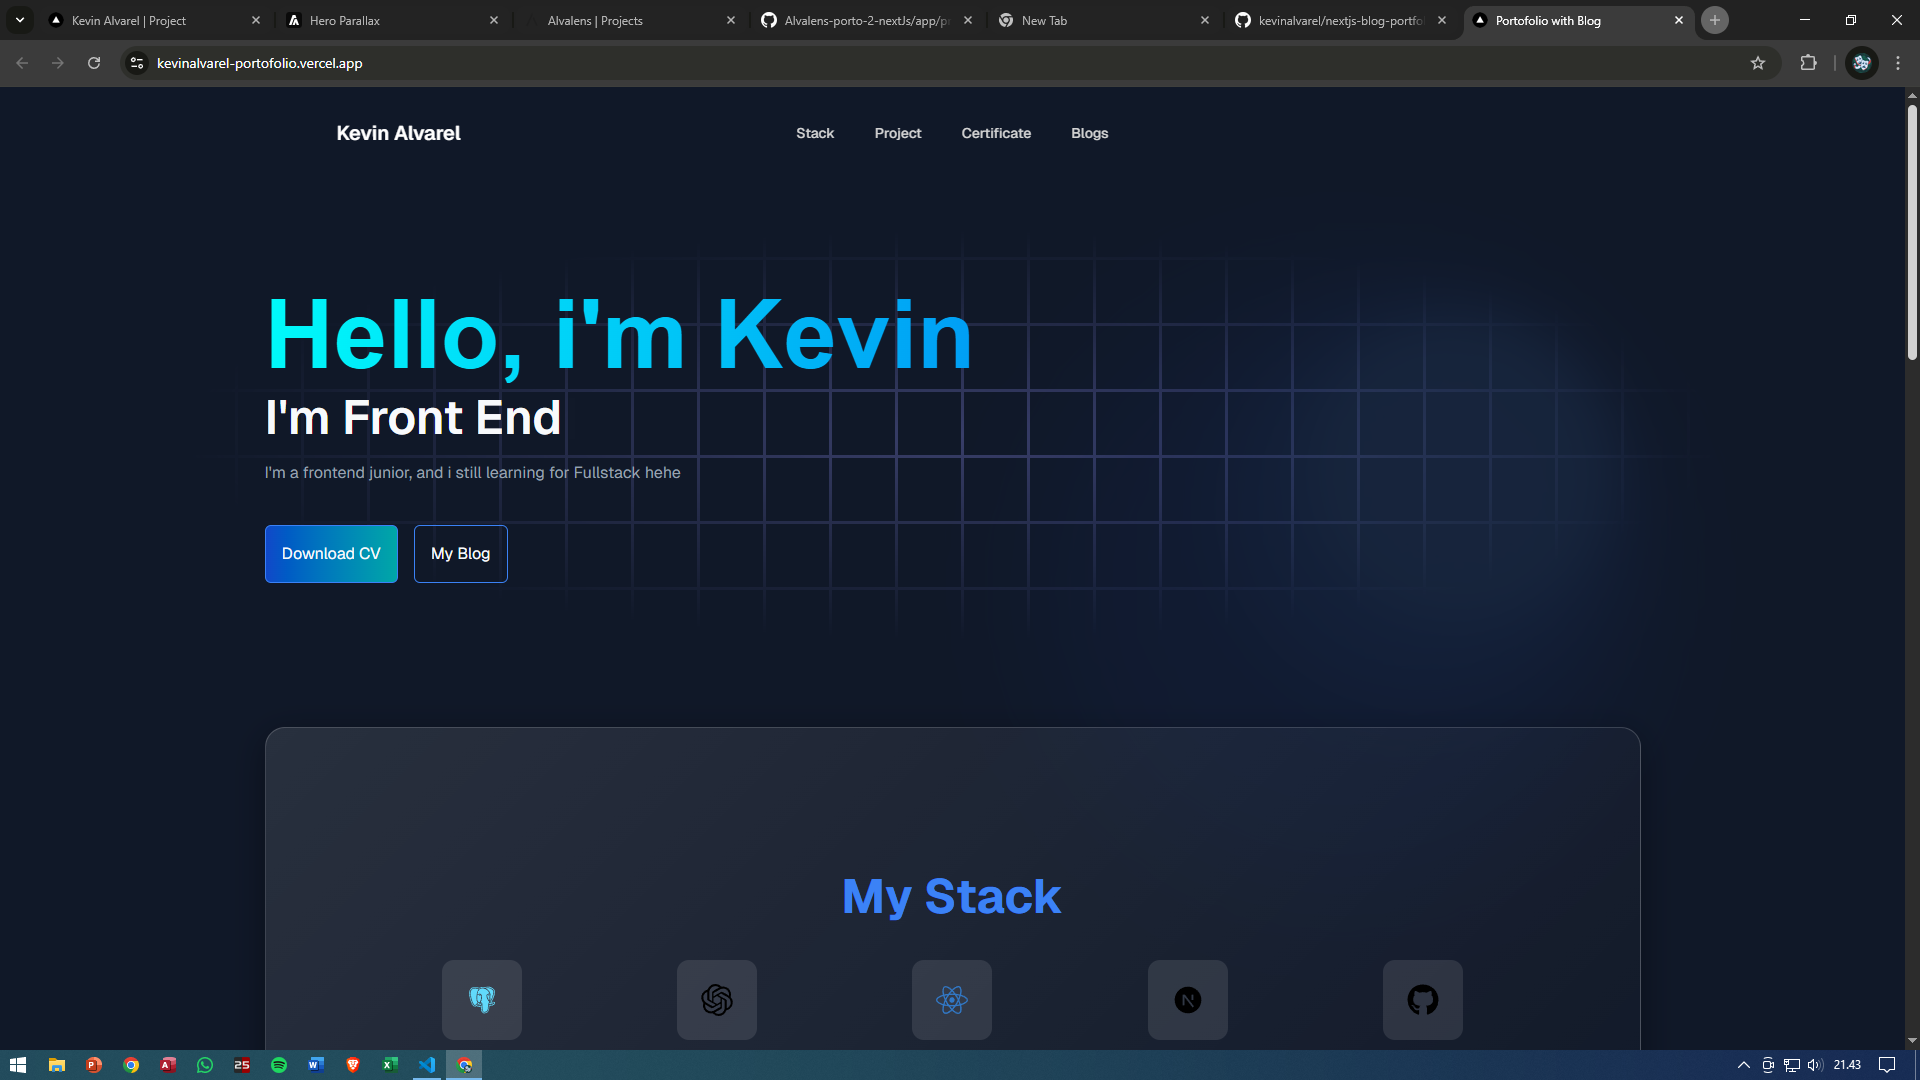 Kevin Alvarel | Project
Hero Parallax
Alvalens | Projects
Alvalens-porto-2-nextJs/app/p
New Tab
kevinalvarel/nextjs-blog-portfo
Portofolio with Blog
kevinalvarel-portofolio.vercel.app
Kevin Alvarel
Stack
Project
Certificate
Blogs
Hello, i'm Kevin
I'm Front End
I'm a frontend junior, and i still learning for Fullstack hehe
Download CV
My Blog
My Stack
25
21.43